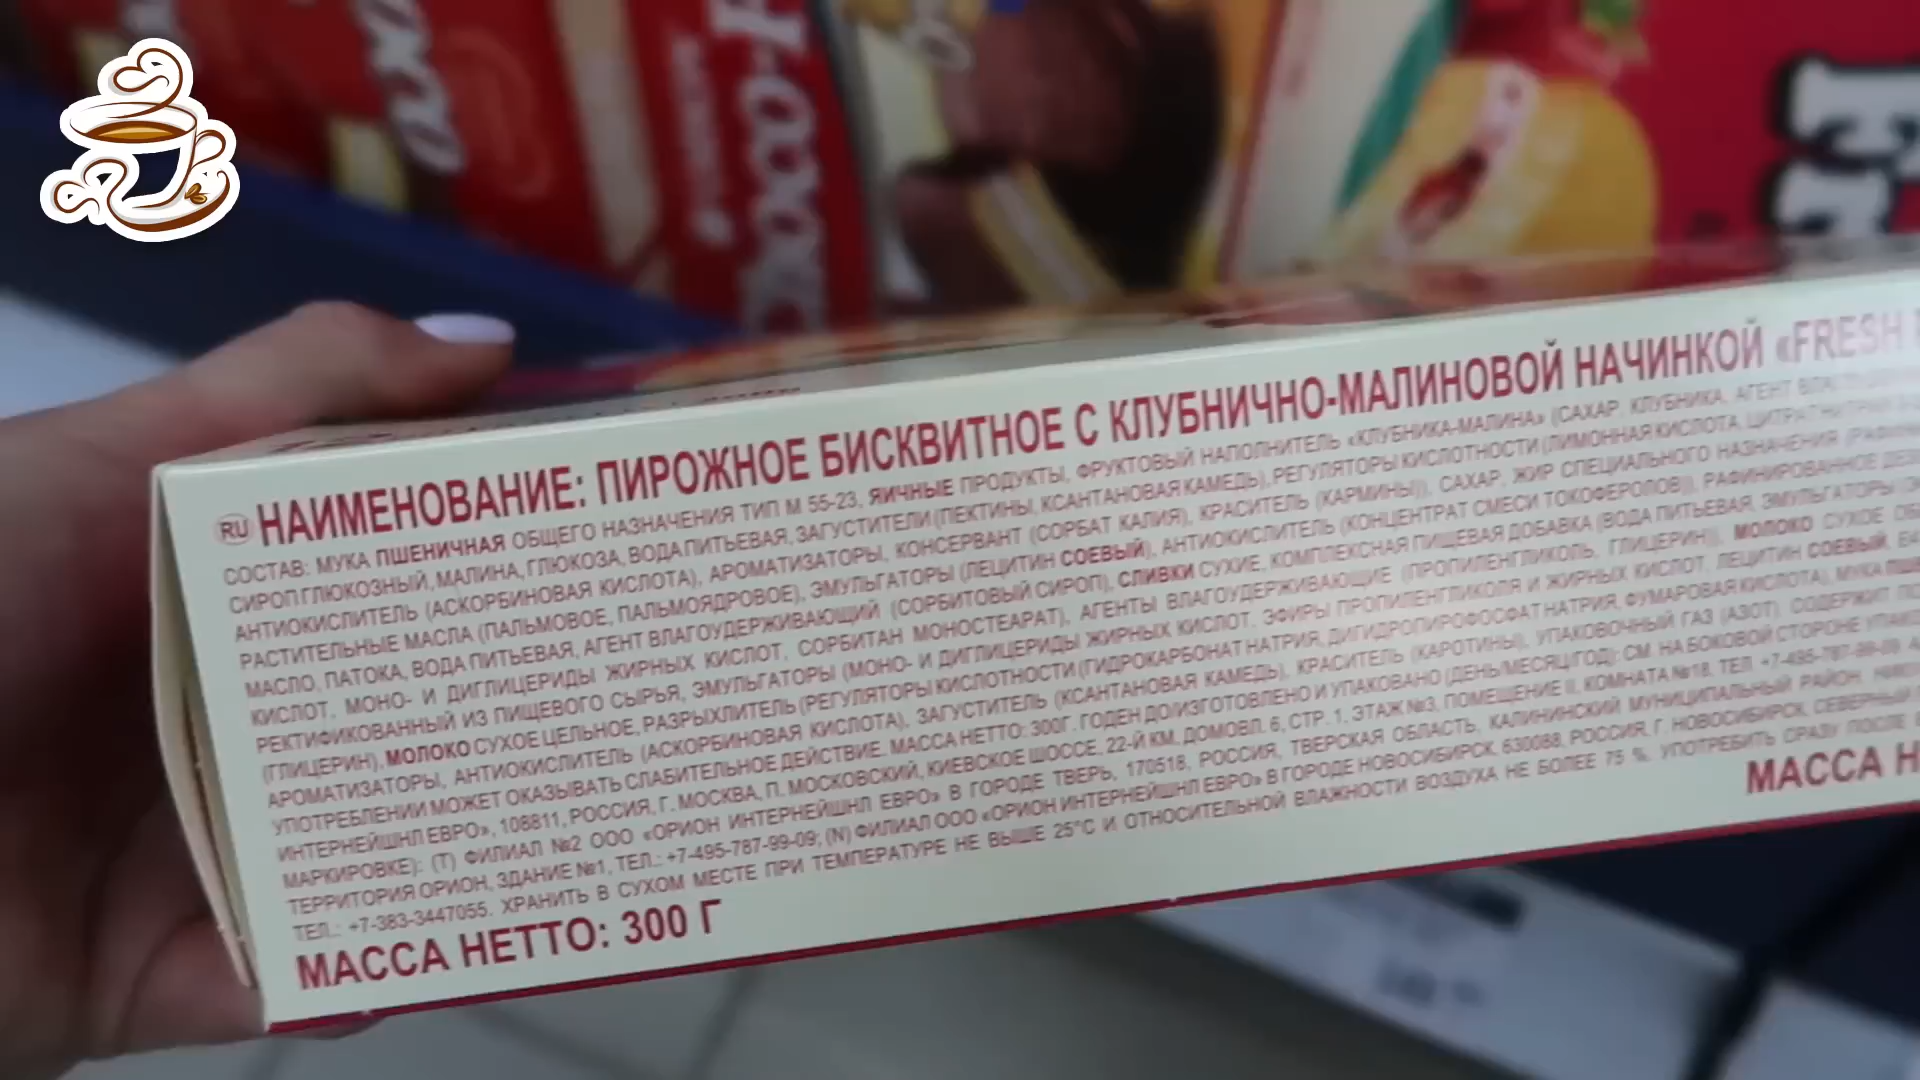 Choco
RU НАИМЕНОВАНИЕ: ПИРОЖНОЕ БИСКВИТНОЕ С КЛУБНИЧНО-МАЛИНОВОЙ НАЧИНКОЙ «FRESH
СОСТАВ: МУКА ПШЕНИЧНАЯ ОБЩЕГО НАЗНАЧЕНИЯ ТИП М 55-23, ЯИЧНЫЕ ПРОДУКТЫ, ФРУКТОВЫЙ НАПОЛНИТЕЛЬ «КЛУБНИКА-МАЛИНА» (САХАР, КЛУБНИКА, АГЕНТ
СИРОП ГЛЮКОЗНЫЙ, МАЛИНА, ГЛЮКОЗА, ВОДА ПИТЬЕВАЯ, ЗАГУСТИТЕЛИ (ПЕКТИНЫ, КСАНТАНОВАЯ КАМЕДЬ), РЕГУЛЯТОРЫ КИСЛОТНОСТИ (ЛИМОННАЯ КИСЛОТА, ЦИТРАТ НАТРИЯ
АНТИОКИСЛИТЕЛЬ (АСКОРБИНОВАЯ КИСЛОТА), АРОМАТИЗАТОРЫ, КОНСЕРВАНТ (СОРБАТ КАЛИЯ), КРАСИТЕЛЬ (КАРМИНЫ)), САХАР, ЖИР СПЕЦИАЛЬНОГО НАЗНАЧЕНИЯ
РАСТИТЕЛЬНЫЕ МАСЛА (ПАЛЬМОВОЕ, ПАЛЬМОЯДРОВОЕ), ЭМУЛЬГАТОРЫ (ЛЕЦИТИН СОЕВЫЙ), АНТИОКИСЛИТЕЛЬ (КОНЦЕНТРАТ СМЕСИ ТОКОФЕРОЛОВ)), РАФИНИРОВАННОЕ
МАСЛО, ПАТОКА, ВОДА ПИТЬЕВАЯ, АГЕНТ ВЛАГОУДЕРЖИВАЮЩИЙ (СОРБИТОВЫЙ СИРОП), СЛИВКИ СУХИЕ, КОМПЛЕКСНАЯ ПИЩЕВАЯ ДОБАВКА (ВОДА ПИТЬЕВАЯ, ЭМУЛЬГАТОРЫ
КИСЛОТ, МОНО- И ДИГЛИЦЕРИДЫ ЖИРНЫХ КИСЛОТ, СОРБИТАН МОНОСТЕАРАТ), АГЕНТЫ ВЛАГОУДЕРЖИВАЮЩИЕ (ПРОПИЛЕНГЛИКОЛЬ, ГЛИЦЕРИН)), МОЛОКО СУХОЕ
РЕКТИФИКОВАННЫЙ ИЗ ПИЩЕВОГО СЫРЬЯ, ЭМУЛЬГАТОРЫ (МОНО- И ДИГЛИЦЕРИДЫ ЖИРНЫХ КИСЛОТ, ЭФИРЫ ПРОПИЛЕНГЛИКОЛЯ И ЖИРНЫХ КИСЛОТ, ЛЕЦИТИН СОЕВЫЙ,
(ГЛИЦЕРИН), МОЛОКО СУХОЕ ЦЕЛЬНОЕ, РАЗРЫХЛИТЕЛЬ (РЕГУЛЯТОРЫ КИСЛОТНОСТИ (ГИДРОКАРБОНАТ НАТРИЯ, ДИГИДРОПИРОФОСФАТ НАТРИЯ, ФУМАРОВАЯ КИСЛОТА), МУКА
АРОМАТИЗАТОРЫ, АНТИОКИСЛИТЕЛЬ (АСКОРБИНОВАЯ КИСЛОТА), ЗАГУСТИТЕЛЬ (КСАНТАНОВАЯ КАМЕДЬ), КРАСИТЕЛЬ (КАРОТИНЫ), УПАКОВОЧНЫЙ ГАЗ (АЗОТ). СОДЕРЖИТ
УПОТРЕБЛЕНИИ МОЖЕТ ОКАЗЫВАТЬ СЛАБИТЕЛЬНОЕ ДЕЙСТВИЕ. МАССА НЕТТО: 300Г. ГОДЕН ДО/ИЗГОТОВЛЕНО И УПАКОВАНО (ДЕНЬ/МЕСЯЦ/ГОД): СМ. НА БОКОВОЙ СТОРОНЕ
ИНТЕРНЕЙШНЛ ЕВРО», 108811, РОССИЯ, Г. МОСКВА, П. МОСКОВСКИЙ, КИЕВСКОЕ ШОССЕ, 22-Й КМ, ДОМОВЛ. 6, СТР. 1, ЭТАЖ №3, ПОМЕЩЕНИЕ II, КОМНАТА №18, ТЕЛ. +7-495-787-99-09.
МАРКИРОВКЕ): (Т) ФИЛИАЛ №2 ООО «ОРИОН ИНТЕРНЕЙШНЛ ЕВРО» В ГОРОДЕ ТВЕРЬ, 170518, РОССИЯ, ТВЕРСКАЯ ОБЛАСТЬ, КАЛИНИНСКИЙ МУНИЦИПАЛЬНЫЙ РАЙОН,
ТЕРРИТОРИЯ ОРИОН, ЗДАНИЕ №1, ТЕЛ.: +7-495-787-99-09; (N) ФИЛИАЛ ООО «ОРИОН ИНТЕРНЕЙШНЛ ЕВРО» В ГОРОДЕ НОВОСИБИРСК, 630088, РОССИЯ, Г. НОВОСИБИРСК, СЕВЕРНЫЙ
ТЕЛ.: +7-383-3447055. ХРАНИТЬ В СУХОМ МЕСТЕ ПРИ ТЕМПЕРАТУРЕ НЕ ВЫШЕ 25°С И ОТНОСИТЕЛЬНОЙ ВЛАЖНОСТИ ВОЗДУХА НЕ БОЛЕЕ 75 %. УПОТРЕБИТЬ СРАЗУ ПОСЛЕ
МАССА НЕТТО: 300 Г
МАССА